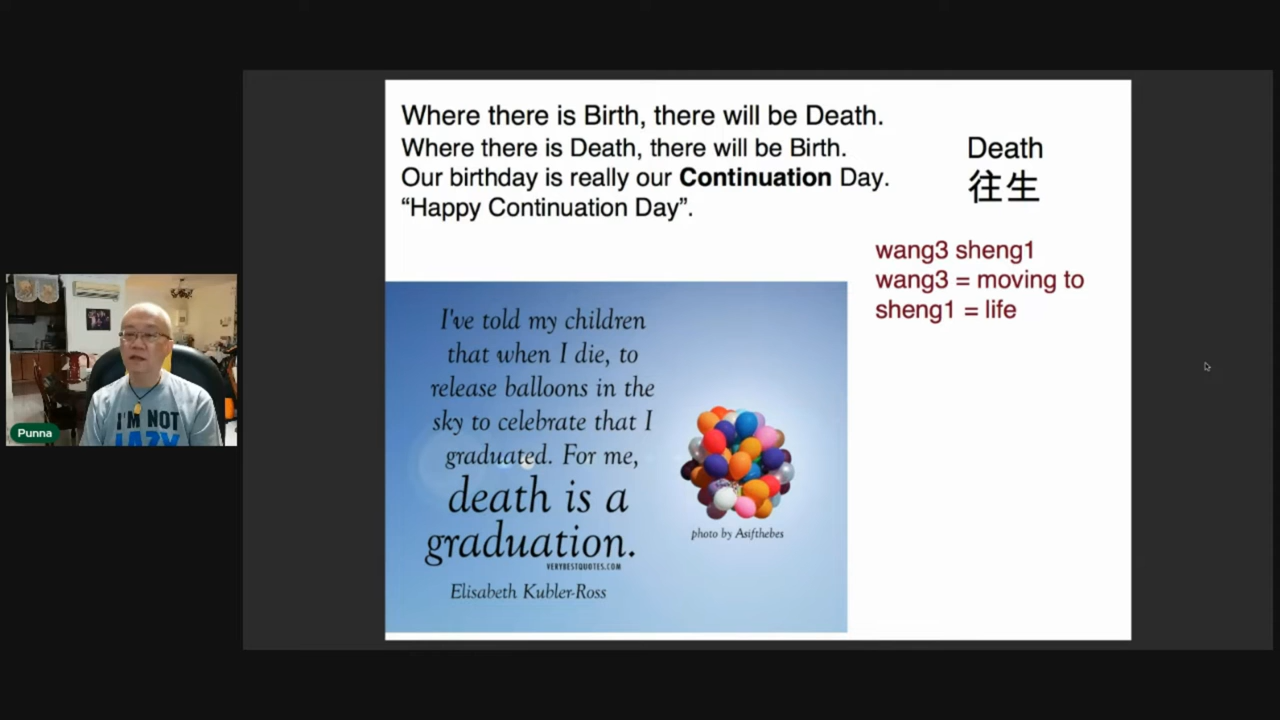 Where there is Birth, there will be Death.
Where there is Death, there will be Birth.
Our birthday is really our Continuation Day.
“Happy Continuation Day”.
Death
往生
wang3 sheng1
wang3 = moving to
sheng1 = life
I've told my children
that when I die, to
release balloons in the
sky to celebrate that I
graduated. For me,
death is a
graduation.
VERYBESTQUOTES.COM
Elisabeth Kubler-Ross
photo by Asifthebes
I'M NOT
LAZY
Punna